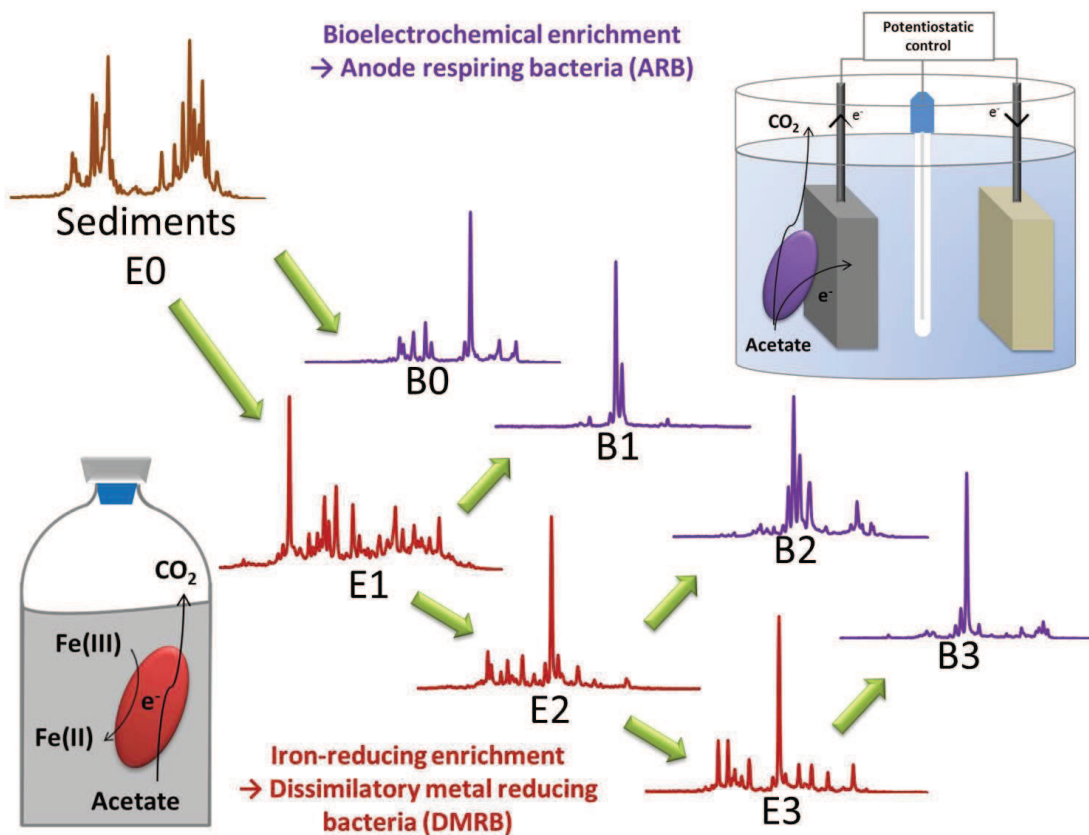 Bioelectrochemical enrichment
→ Anode respiring bacteria (ARB)
Potentiostatic
control
e-
e-
CO2
e-
Acetate
Sediments
E0
B0
B1
B2
B3
E1
E2
E3
CO2
Fe(III)
e-
Fe(II)
Acetate
Iron-reducing enrichment
→ Dissimilatory metal reducing
bacteria (DMRB)